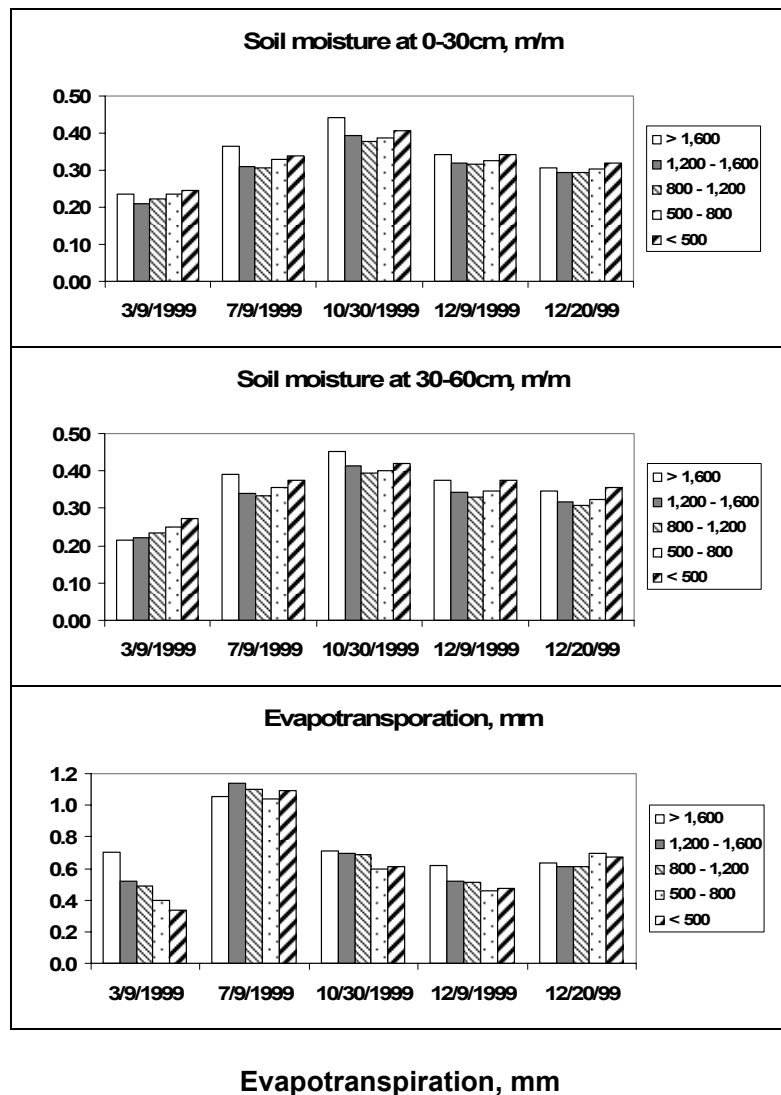 Soil moisture at 0-30cm, m/m
0.50
0.40
0.30
0.20
0.10
0.00
3/9/1999 7/9/1999 10/30/1999 12/9/1999 12/20/99
> 1,600
1,200 - 1,600
800 - 1,200
500 - 800
< 500
Soil moisture at 30-60cm, m/m
0.50
0.40
0.30
0.20
0.10
0.00
3/9/1999 7/9/1999 10/30/1999 12/9/1999 12/20/99
> 1,600
1,200 - 1,600
800 - 1,200
500 - 800
< 500
Evapotransporation, mm
1.2
1.0
0.8
0.6
0.4
0.2
0.0
3/9/1999 7/9/1999 10/30/1999 12/9/1999 12/20/99
> 1,600
1,200 - 1,600
800 - 1,200
500 - 800
< 500
Evapotranspiration, mm